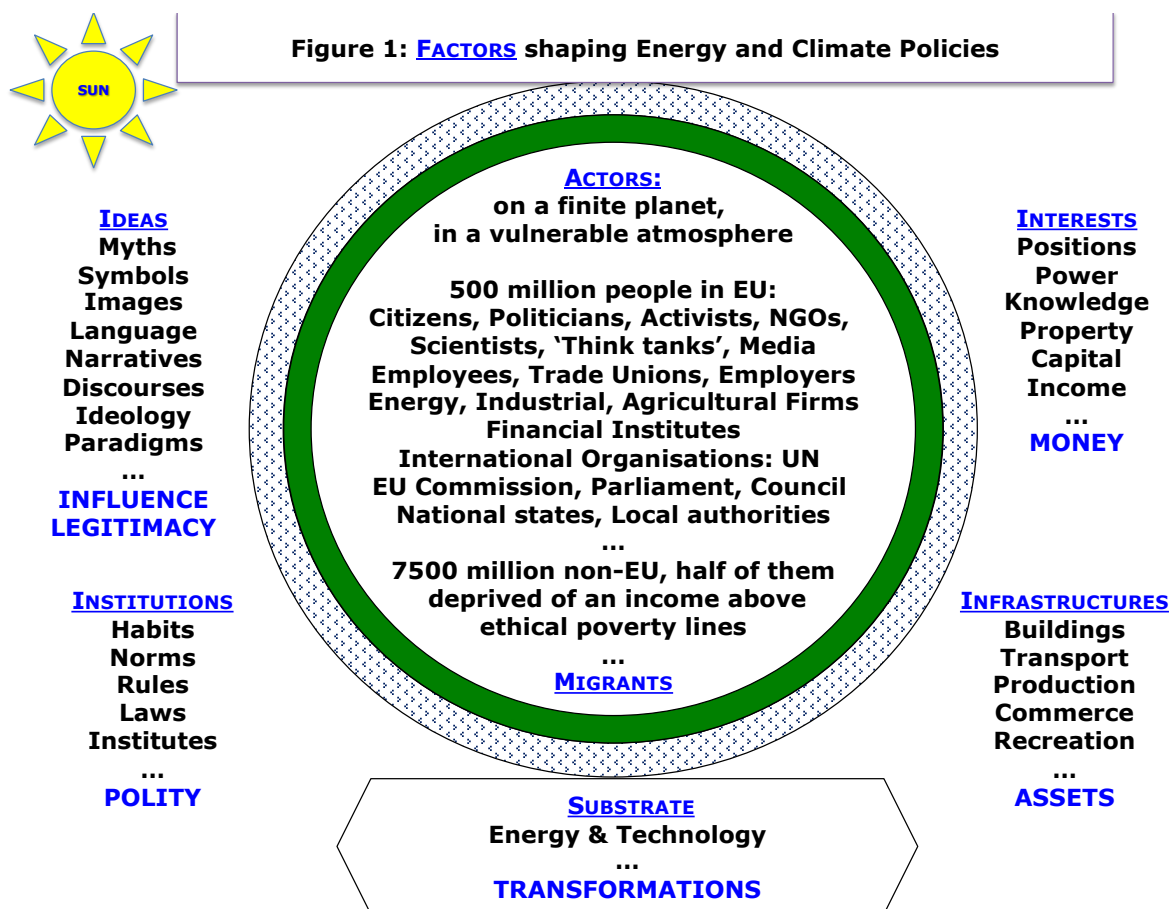 Figure 1: FACTORS shaping Energy and Climate Policies
SUN
IDEAS
Myths
Symbols
Images
Language
Narratives
Discourses
Ideology
Paradigms
...
INFLUENCE
LEGITIMACY
INSTITUTIONS
Habits
Norms
Rules
Laws
Institutes
...
POLITY
ACTORS:
on a finite planet,
in a vulnerable atmosphere
500 million people in EU:
Citizens, Politicians, Activists, NGOs,
Scientists, ‘Think tanks’, Media
Employees, Trade Unions, Employers
Energy, Industrial, Agricultural Firms
Financial Institutes
International Organisations: UN
EU Commission, Parliament, Council
National states, Local authorities
...
7500 million non-EU, half of them
deprived of an income above
ethical poverty lines
...
MIGRANTS
INTERESTS
Positions
Power
Knowledge
Property
Capital
Income
...
MONEY
INFRASTRUCTURES
Buildings
Transport
Production
Commerce
Recreation
...
ASSETS
SUBSTRATE
Energy & Technology
...
TRANSFORMATIONS